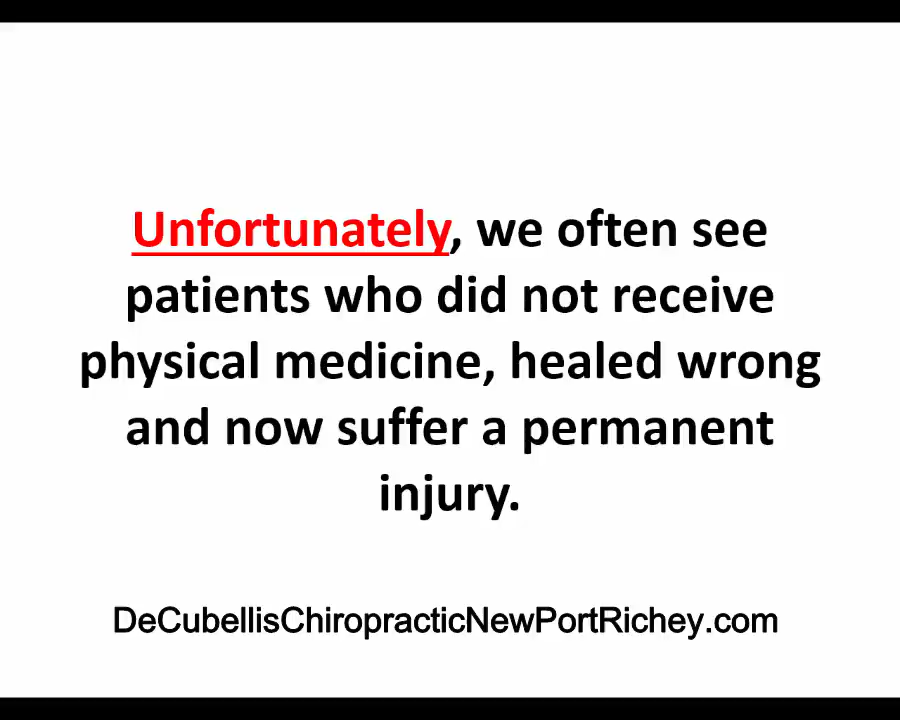 Unfortunately, we often see
patients who did not receive
physical medicine, healed wrong
and now suffer a permanent
injury.
DeCubellisChiropracticNewPortRichey.com